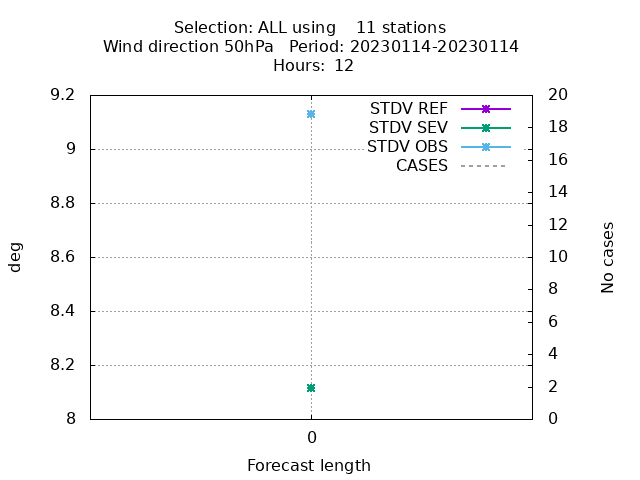 Selection: ALL using    11 stations
Wind direction 50hPa   Period: 20230114-20230114
Hours: 12
STDV REF
STDV SEV
STDV OBS
CASES
9.2
9
8.8
8.6
8.4
8.2
8
20
18
16
14
12
10
8
6
4
2
0
deg
No cases
0
Forecast length